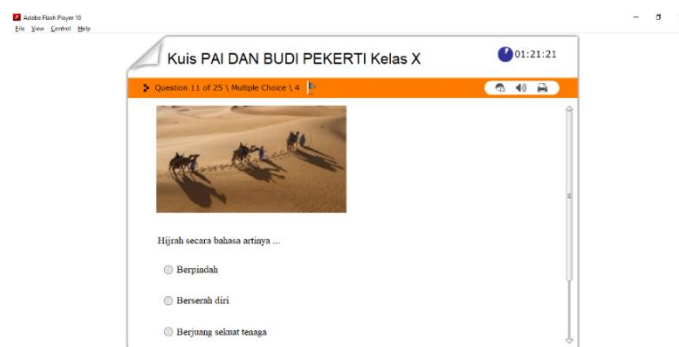 Adobe Flash Player 10
File View Control Help
Kuis PAI DAN BUDI PEKERTI Kelas X
01:21:21
Question 11 of 25 \ Multiple Choice \ 4
Hijrah secara bahasa artinya ...
Berpindah
Berserah diri
Berjuang sekuat tenaga